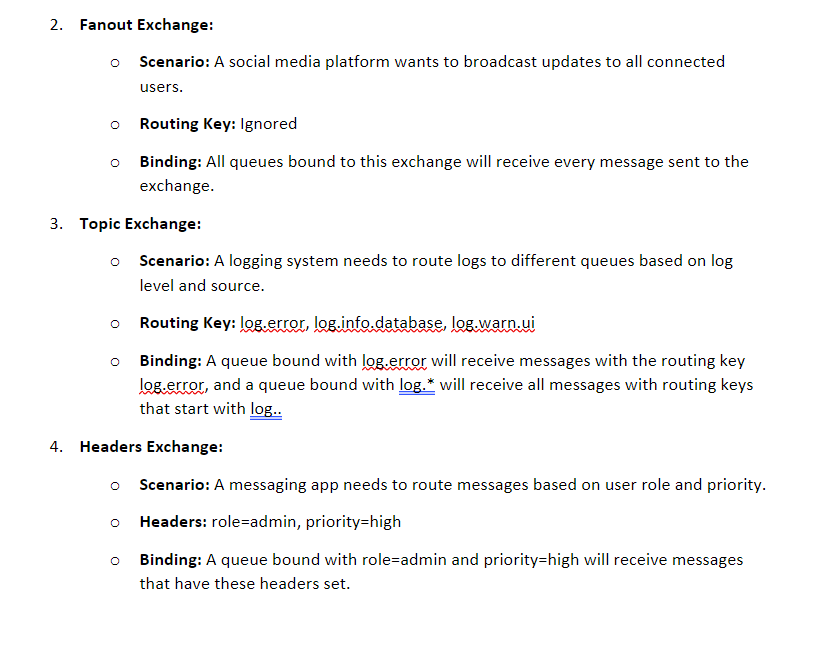 2. Fanout Exchange:
o Scenario: A social media platform wants to broadcast updates to all connected
users.
o Routing Key: Ignored
o Binding: All queues bound to this exchange will receive every message sent to the
exchange.
3. Topic Exchange:
o Scenario: A logging system needs to route logs to different queues based on log
level and source.
o Routing Key: log.error, log.info.database, log.warn.ui
o Binding: A queue bound with log.error will receive messages with the routing key
log.error, and a queue bound with log.* will receive all messages with routing keys
that start with log..
4. Headers Exchange:
o Scenario: A messaging app needs to route messages based on user role and priority.
o Headers: role=admin, priority=high
o Binding: A queue bound with role=admin and priority=high will receive messages
that have these headers set.